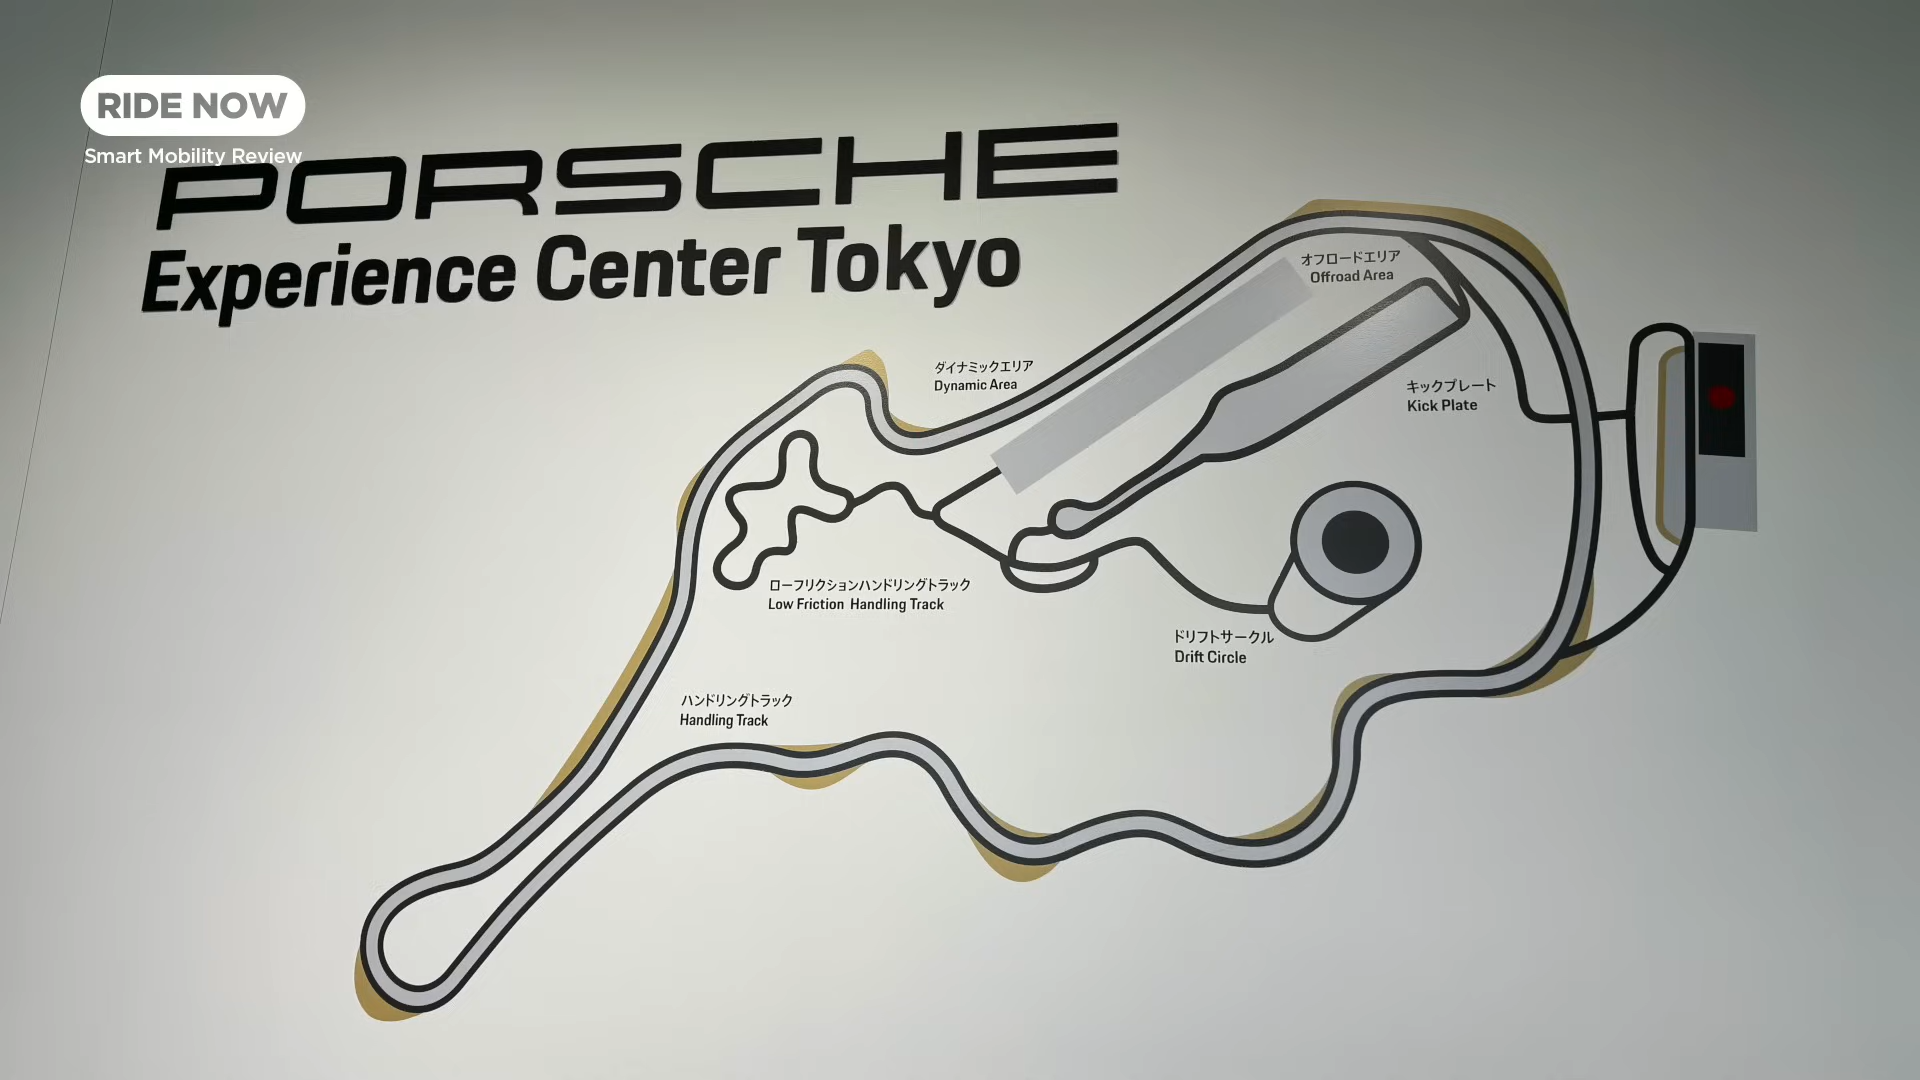 RIDE NOW
Smart Mobility Review
PORSCHE
Experience Center Tokyo
オフロードエリア
Offroad Area
ダイナミックエリア
Dynamic Area
キックプレート
Kick Plate
ローフリクションハンドリングトラック
Low Friction Handling Track
ドリフトサークル
Drift Circle
ハンドリングトラック
Handling Track